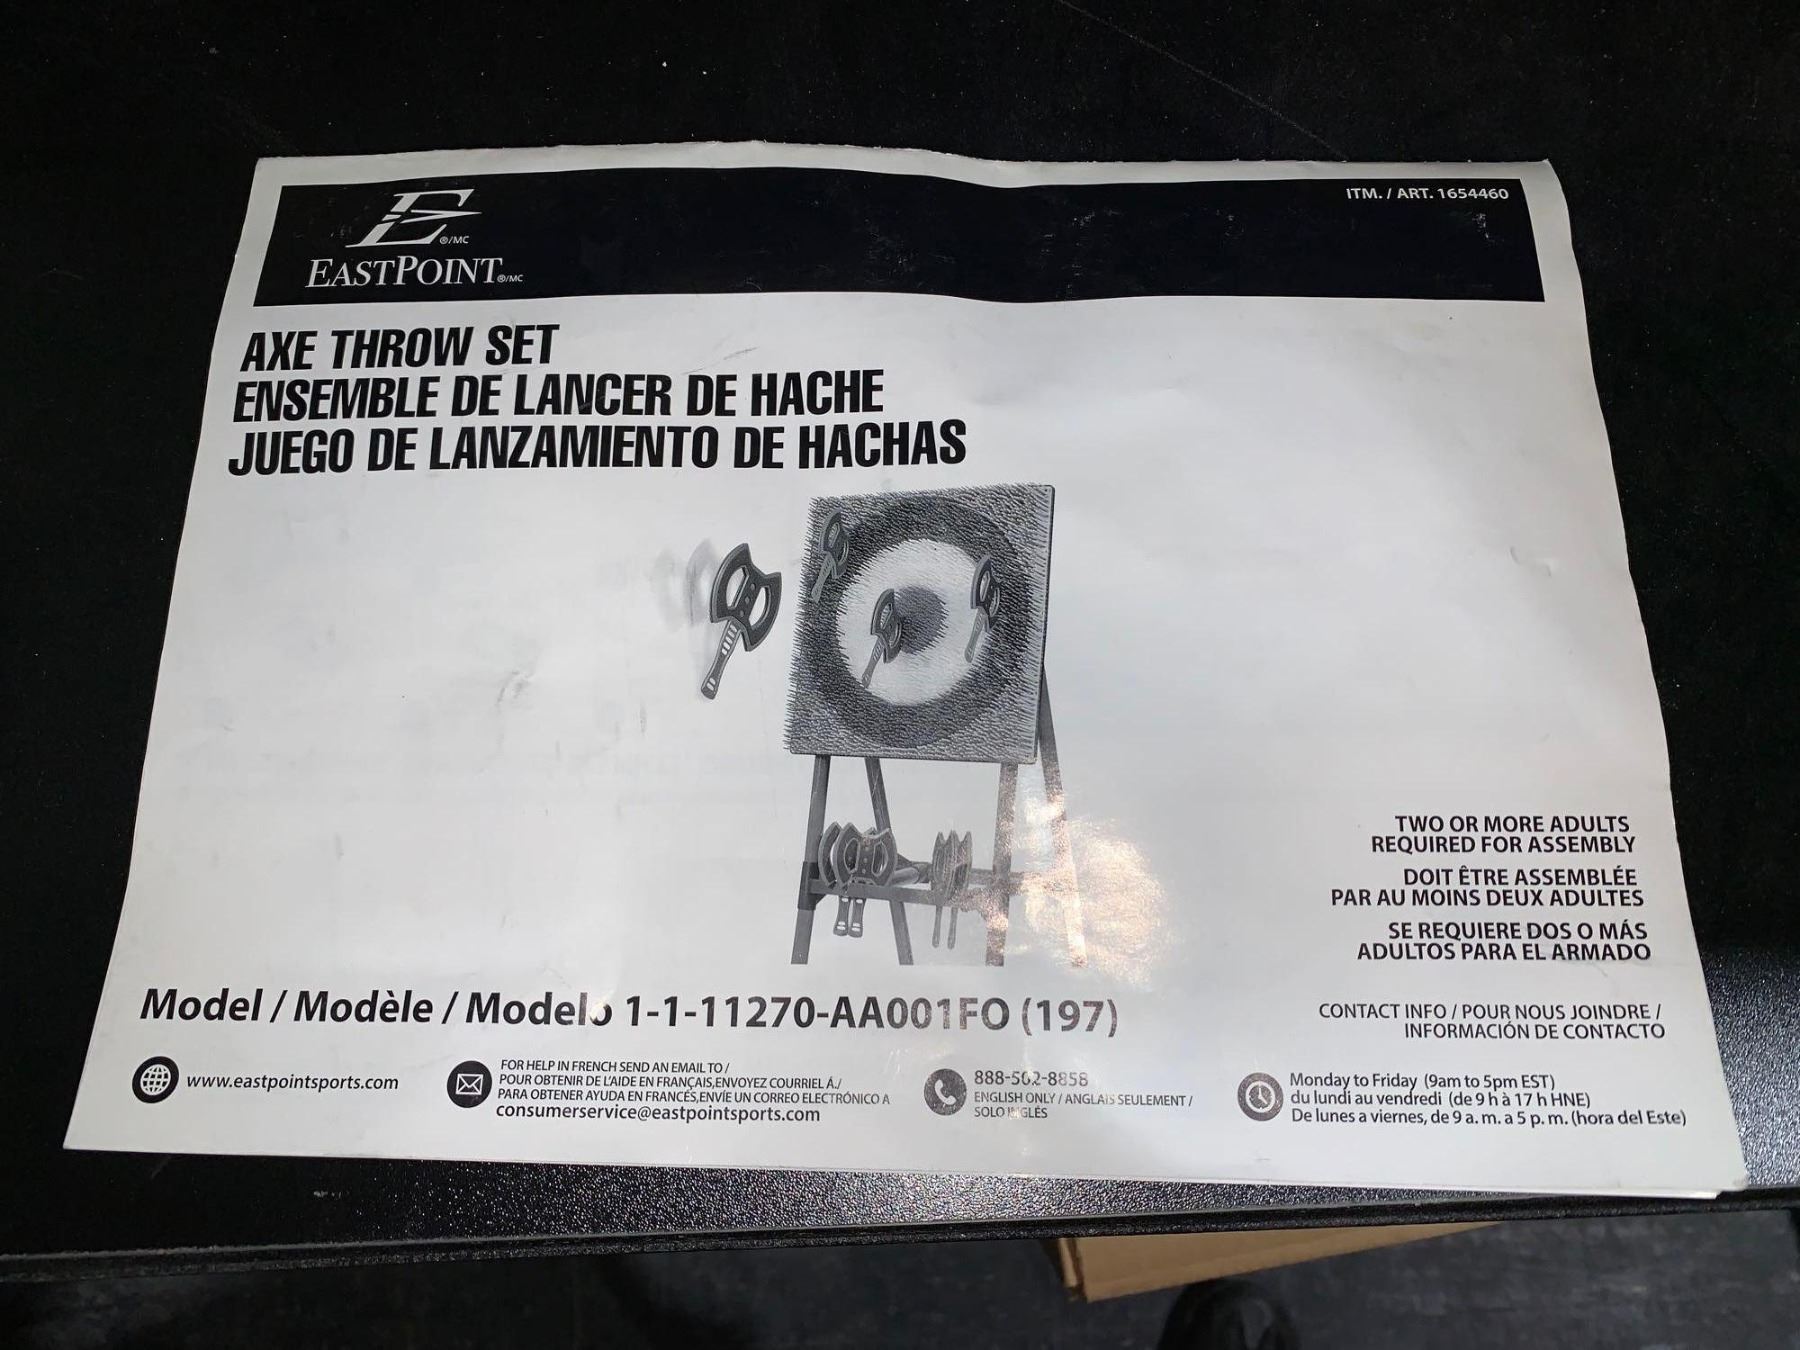 ITM. / ART. 1654460
E
®/MC
EASTPOINT®/MC
AXE THROW SET
ENSEMBLE DE LANCER DE HACHE
JUEGO DE LANZAMIENTO DE HACHAS
TWO OR MORE ADULTS
REQUIRED FOR ASSEMBLY
DOIT ÊTRE ASSEMBLÉE
PAR AU MOINS DEUX ADULTES
SE REQUIERE DOS O MÁS
ADULTOS PARA EL ARMADO
Model / Modèle / Modelo 1-1-11270-AA001FO (197)
CONTACT INFO / POUR NOUS JOINDRE /
INFORMACIÓN DE CONTACTO
www.eastpointsports.com
FOR HELP IN FRENCH SEND AN EMAIL TO /
POUR OBTENIR DE L'AIDE EN FRANÇAIS,ENVOYEZ COURRIEL Á./
PARA OBTENER AYUDA EN FRANCÉS,ENVÍE UN CORREO ELECTRÓNICO A
consumerservice@eastpointsports.com
888-502-8858
ENGLISH ONLY / ANGLAIS SEULEMENT /
SOLO INGLÉS
Monday to Friday (9am to 5pm EST)
du lundi au vendredi (de 9 h à 17 h HNE)
De lunes a viernes, de 9 a. m. a 5 p. m. (hora del Este)